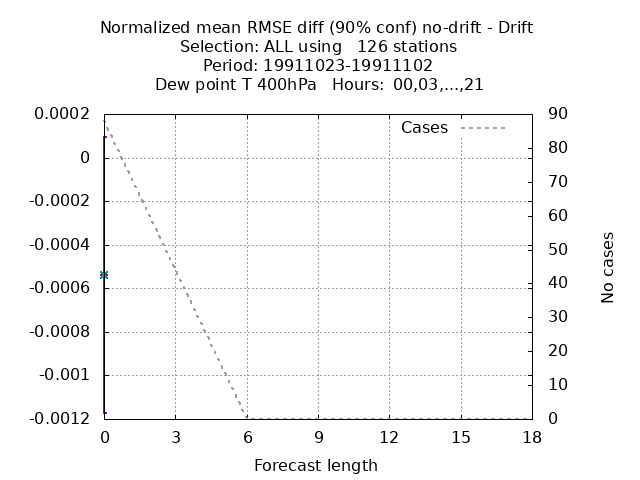 Normalized mean RMSE diff (90% conf) no-drift - Drift
Selection: ALL using   126 stations
Period: 19911023-19911102
Dew point T 400hPa   Hours:  00,03,...,21
Cases
0.0002
0
-0.0002
-0.0004
-0.0006
-0.0008
-0.001
-0.0012
90
80
70
60
50
40
30
20
10
0
No cases
0 3 6 9 12 15 18
Forecast length